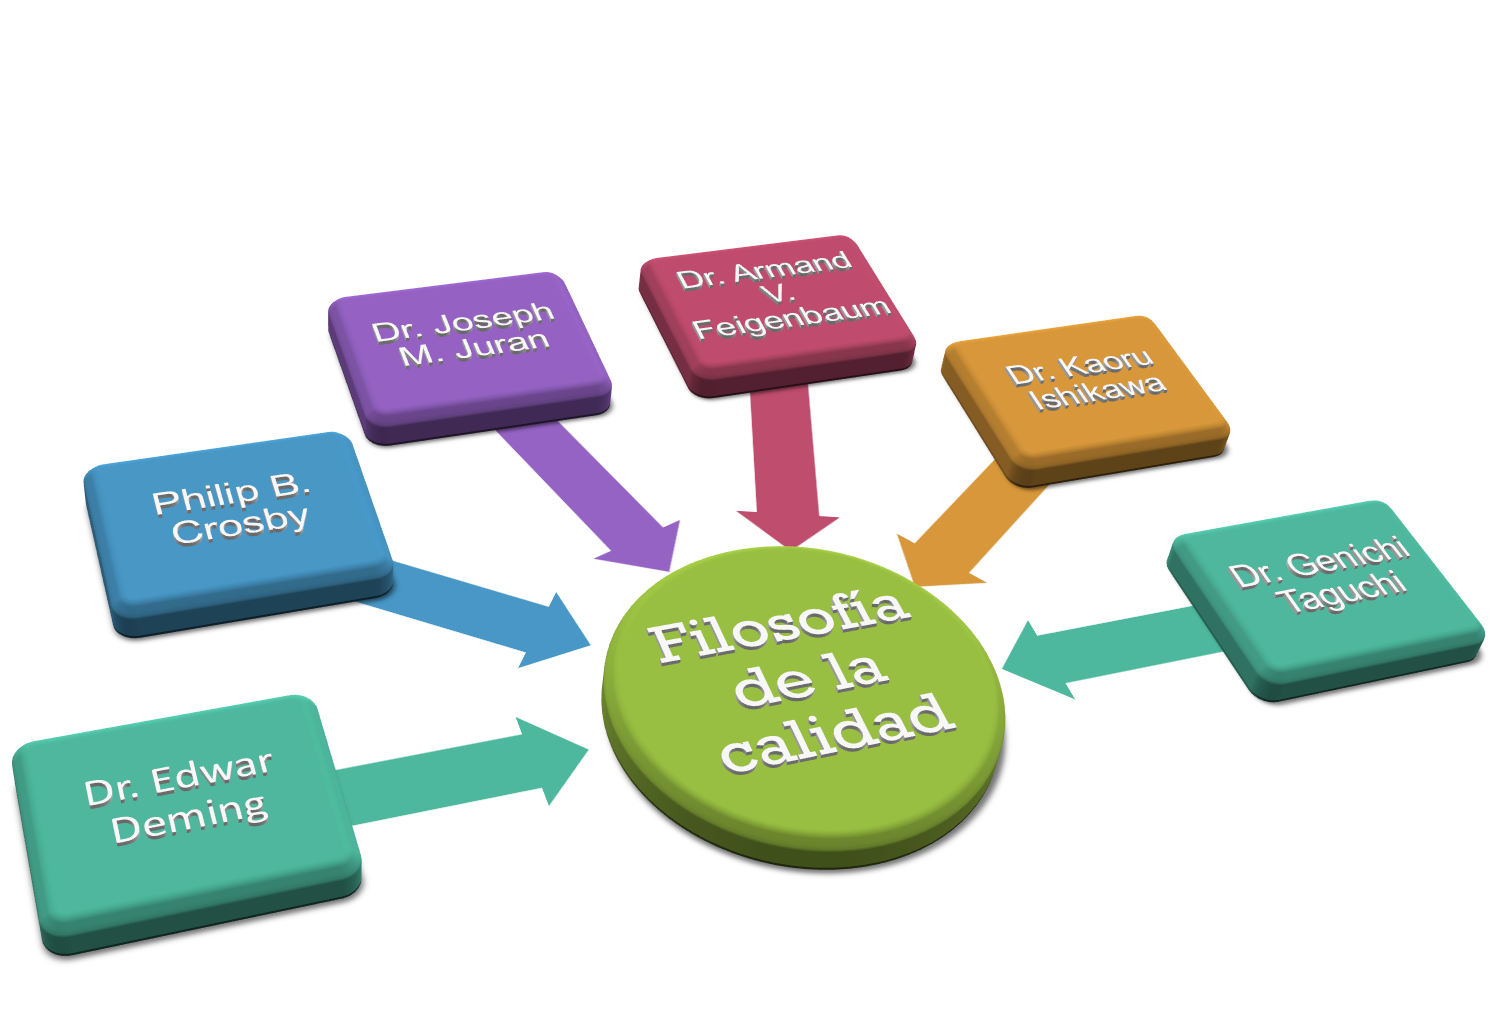 Dr. Edwar
Deming
Philip B.
Crosby
Dr. Joseph
M. Juran
Dr. Armand
V.
Feigenbaum
Dr. Kaoru
Ishikawa
Dr. Genichi
Taguchi
Filosofía
de la
calidad